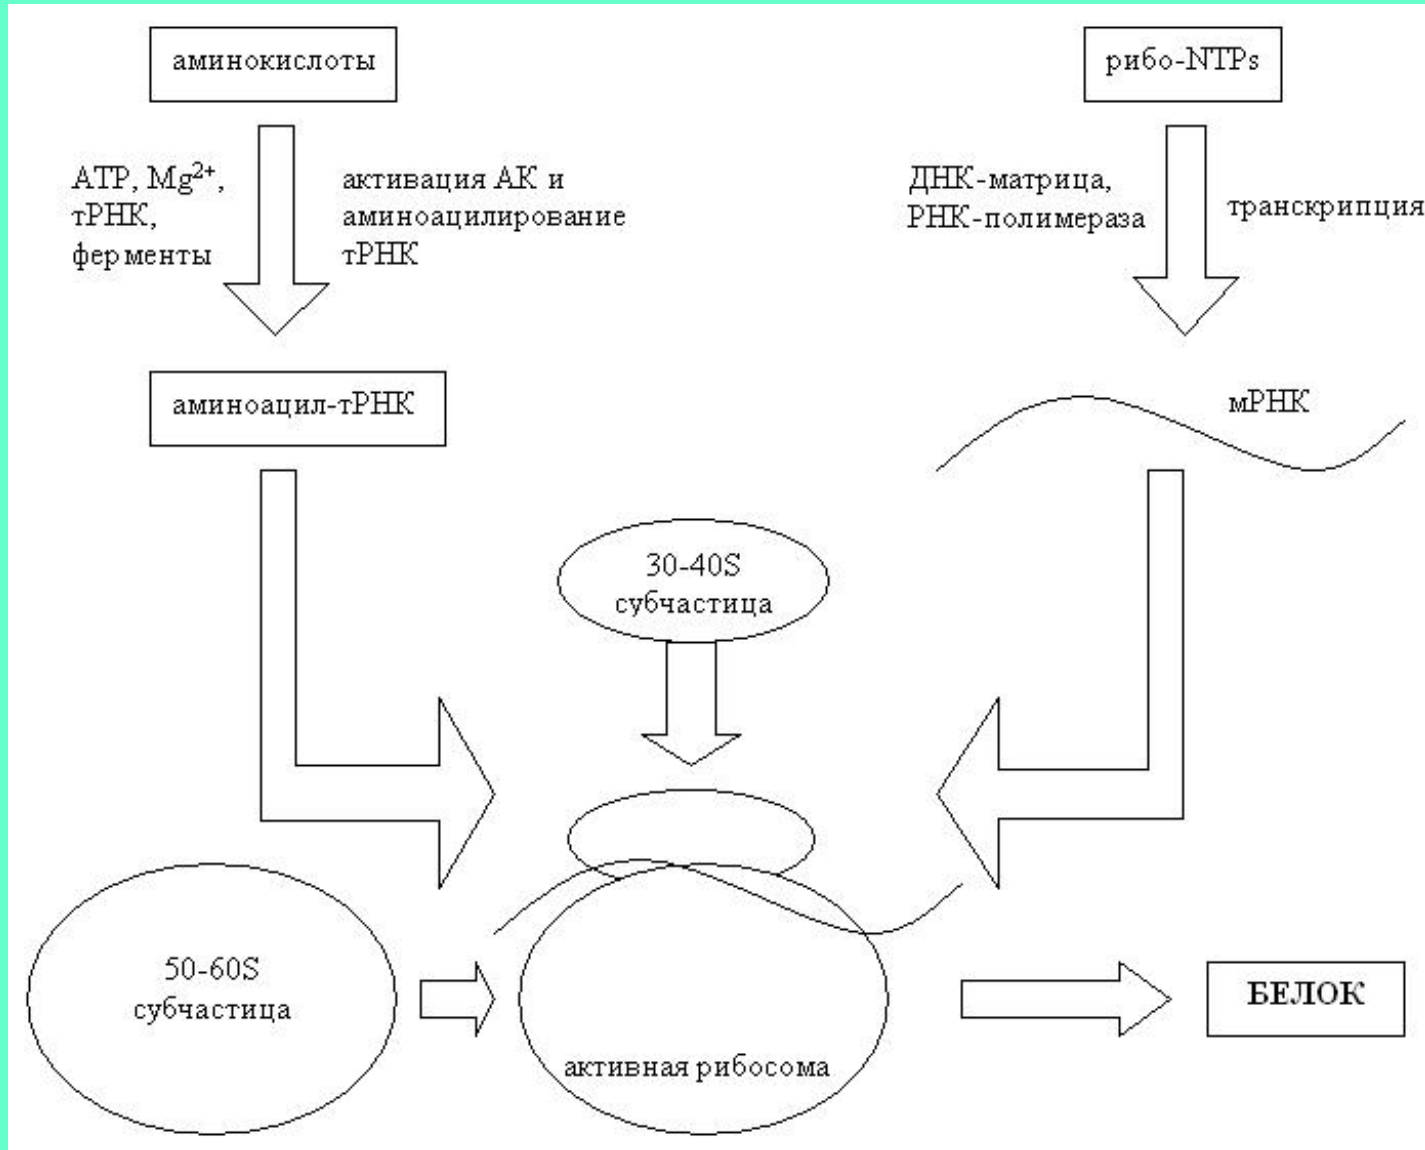 аминокислоты
рибо-NTPs
АТР, Mg²⁺,
тРНК,
ферменты
активация АК и
аминоацилирование
тРНК
ДНК-матрица,
РНК-полимераза
транскрипция
аминоацил-тРНК
мРНК
30-40S
субчастица
50-60S
субчастица
активная рибосома
БЕЛОК